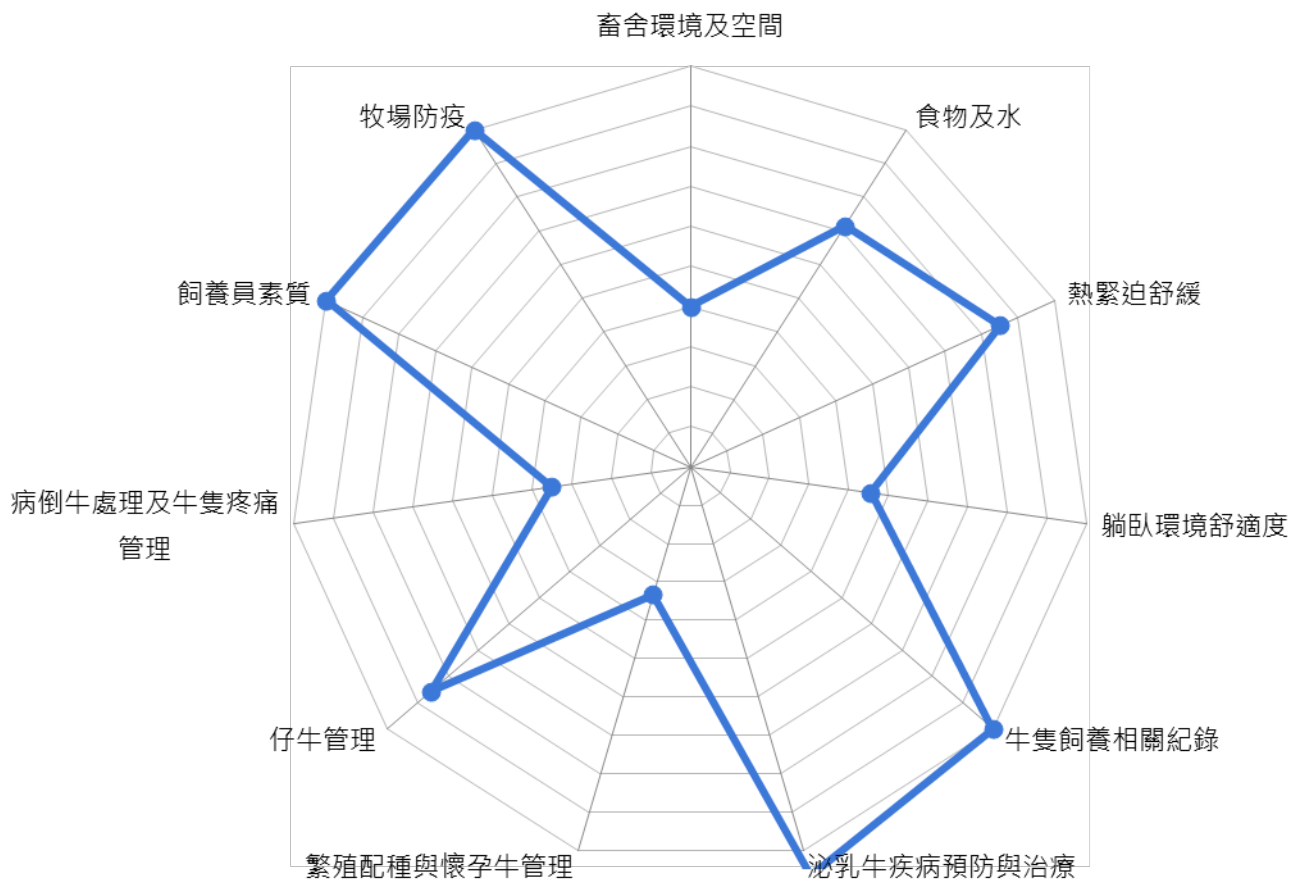 畜舍環境及空間
食物及水
熱緊迫舒緩
躺臥環境舒適度
牛隻飼養相關紀錄
泌乳牛疾病預防與治療
繁殖配種與懷孕牛管理
仔牛管理
病倒牛處理及牛隻疼痛
管理
飼養員素質
牧場防疫